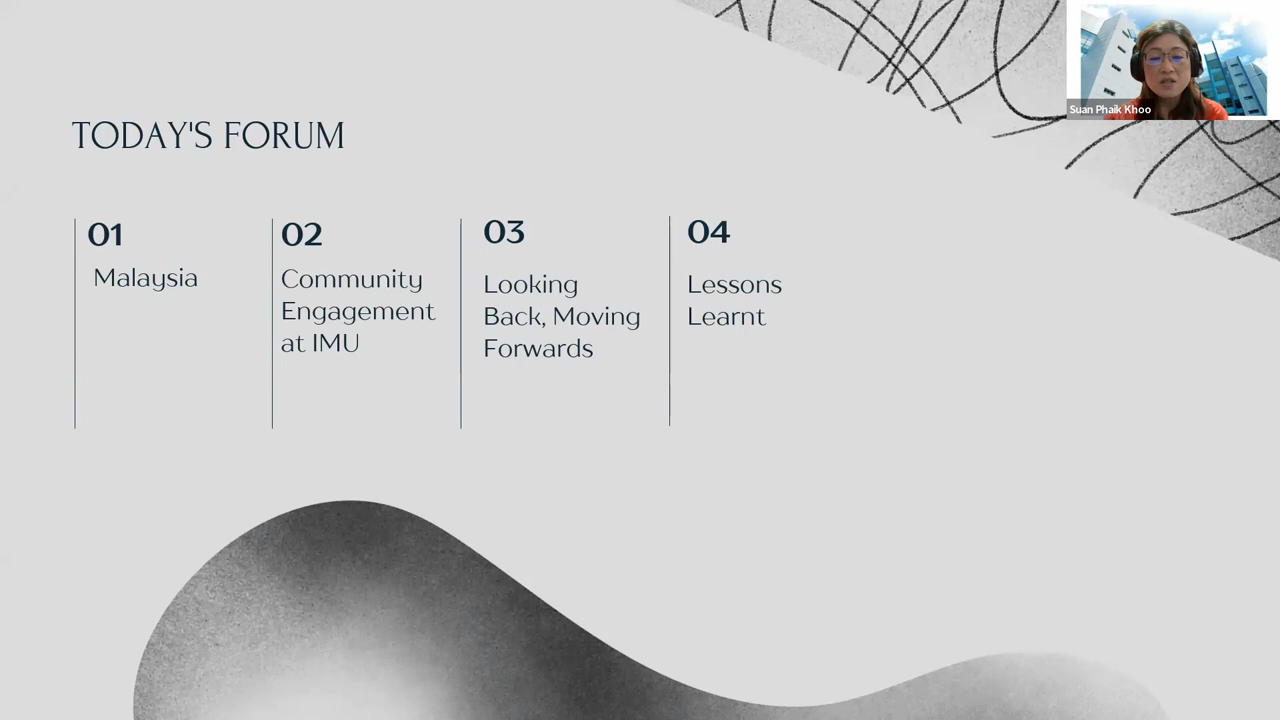 Suan Phaik Khoo
TODAY'S FORUM
01
Malaysia
02
Community
Engagement
at IMU
03
Looking
Back, Moving
Forwards
04
Lessons
Learnt